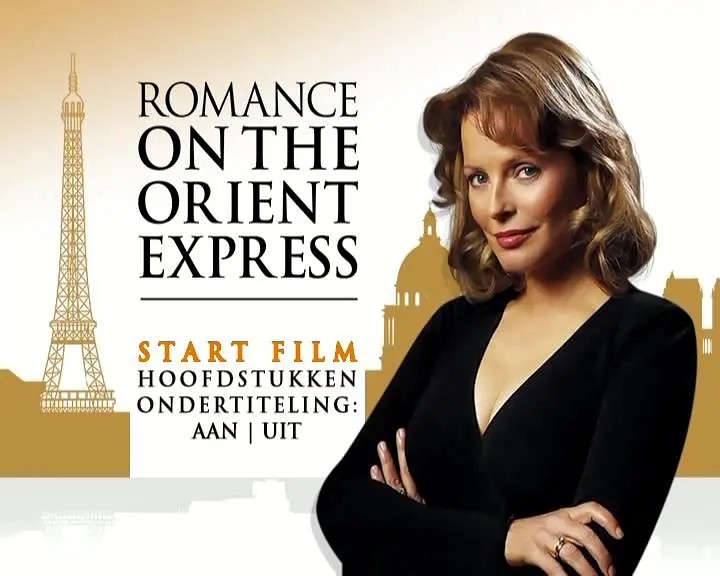 ROMANCE
ON THE
ORIENT
EXPRESS
START FILM
HOOFDSTUKKEN
ONDERTITELING:
AAN | UIT